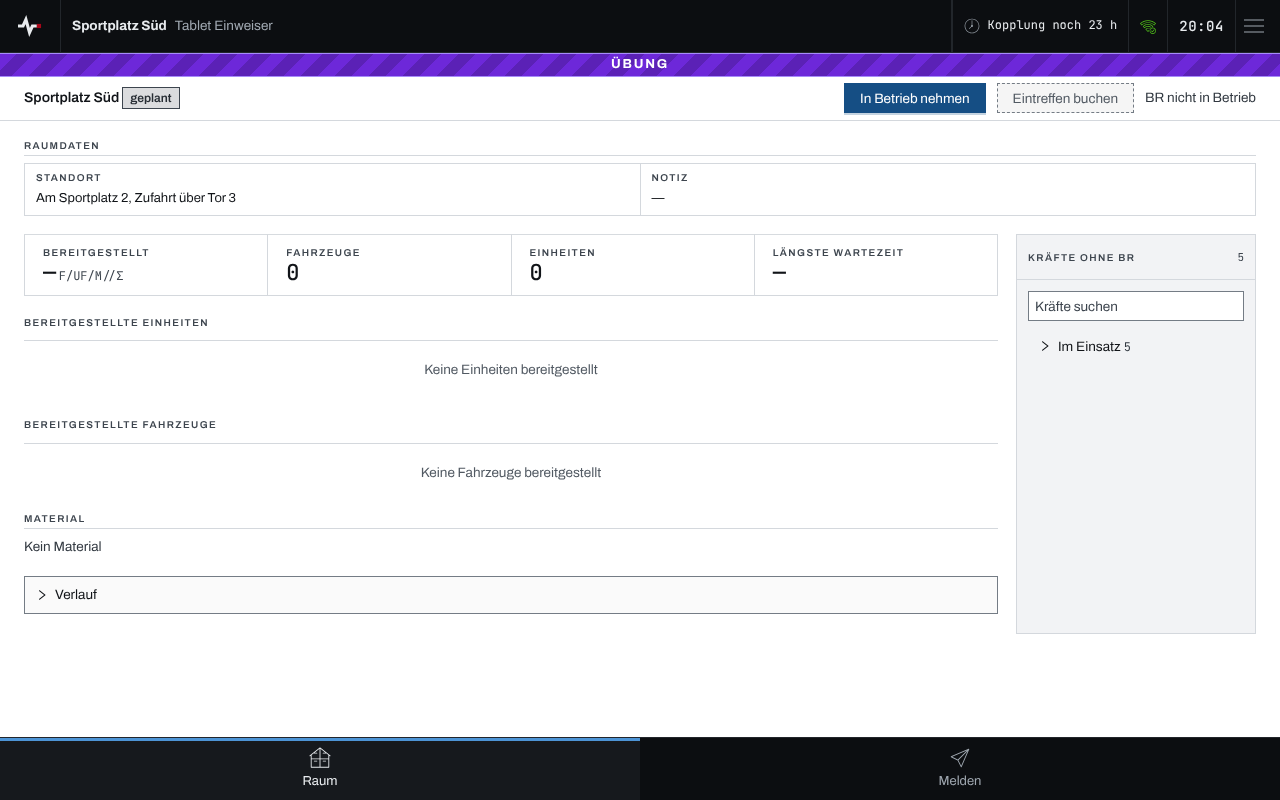 Sportplatz Süd Tablet Einweiser
Kopplung noch 23 h
20:04
ÜBUNG
Sportplatz Süd geplant
In Betrieb nehmen
Eintreffen buchen
BR nicht in Betrieb
RAUMDATEN
STANDORT
Am Sportplatz 2, Zufahrt über Tor 3
NOTIZ
—
BEREITGESTELLT
— F/UF/M//Σ
FAHRZEUGE
0
EINHEITEN
0
LÄNGSTE WARTEZEIT
—
KRÄFTE OHNE BR 5
Kräfte suchen
Im Einsatz 5
BEREITGESTELLTE EINHEITEN
Keine Einheiten bereitgestellt
BEREITGESTELLTE FAHRZEUGE
Keine Fahrzeuge bereitgestellt
MATERIAL
Kein Material
Verlauf
Raum
Melden